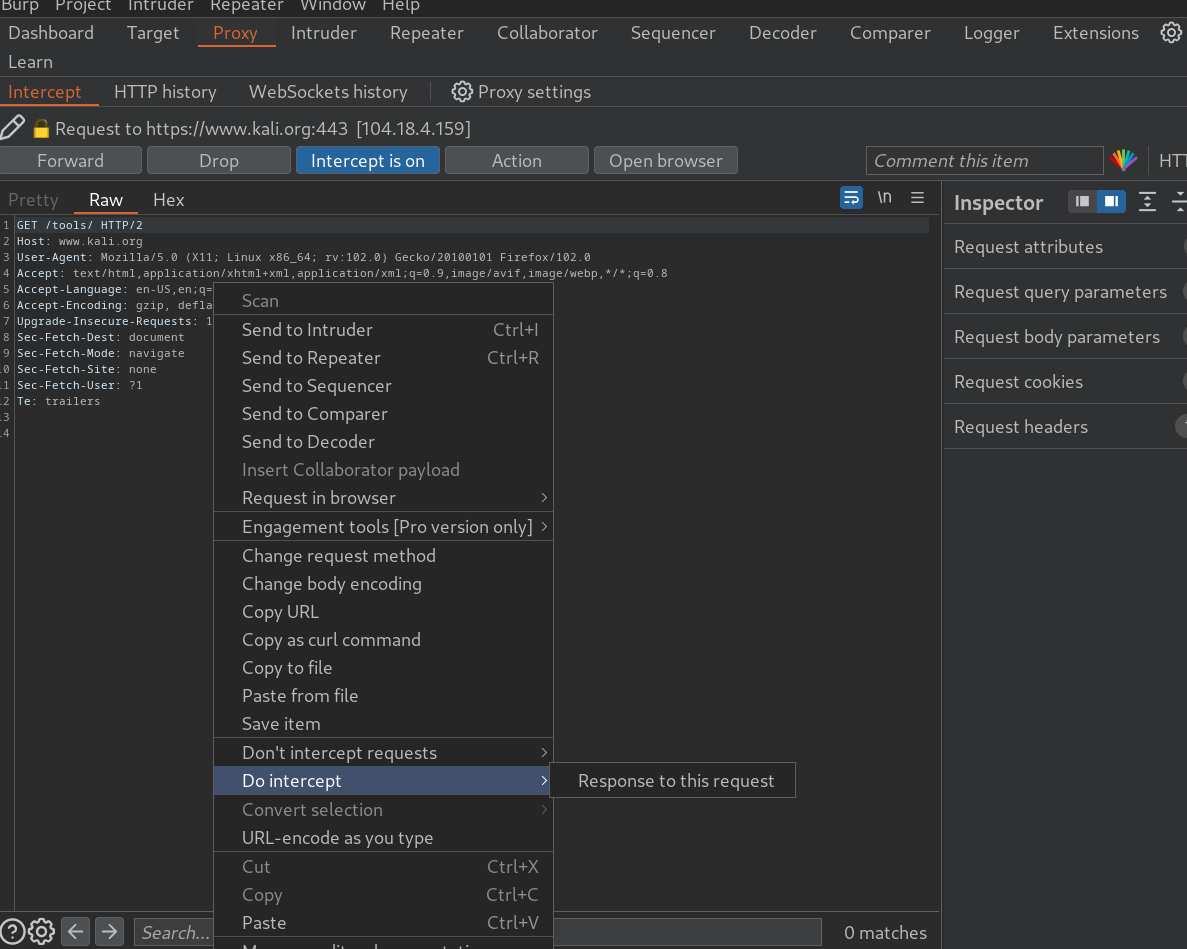 Burp Project Intruder Repeater Window Help
Dashboard Target Proxy Intruder Repeater Collaborator Sequencer Decoder Comparer Logger Extensions
Learn
Intercept HTTP history WebSockets history Proxy settings
Request to https://www.kali.org:443 [104.18.4.159]
Forward Drop Intercept is on Action Open browser Comment this item
Pretty Raw Hex \n
1 GET /tools/ HTTP/2
2 Host: www.kali.org
3 User-Agent: Mozilla/5.0 (X11; Linux x86_64; rv:102.0) Gecko/20100101 Firefox/102.0
4 Accept: text/html,application/xhtml+xml,application/xml;q=0.9,image/avif,image/webp,*/*;q=0.8
5 Accept-Language: en-US,en;q=
6 Accept-Encoding: gzip, defla
7 Upgrade-Insecure-Requests: 1
8 Sec-Fetch-Dest: document
9 Sec-Fetch-Mode: navigate
10 Sec-Fetch-Site: none
11 Sec-Fetch-User: ?1
12 Te: trailers
13
14
Scan
Send to Intruder Ctrl+I
Send to Repeater Ctrl+R
Send to Sequencer
Send to Comparer
Send to Decoder
Insert Collaborator payload
Request in browser
Engagement tools [Pro version only]
Change request method
Change body encoding
Copy URL
Copy as curl command
Copy to file
Paste from file
Save item
Don't intercept requests
Do intercept
Response to this request
Convert selection
URL-encode as you type
Cut Ctrl+X
Copy Ctrl+C
Paste Ctrl+V
Inspector
Request attributes
Request query parameters
Request body parameters
Request cookies
Request headers
Search...
0 matches